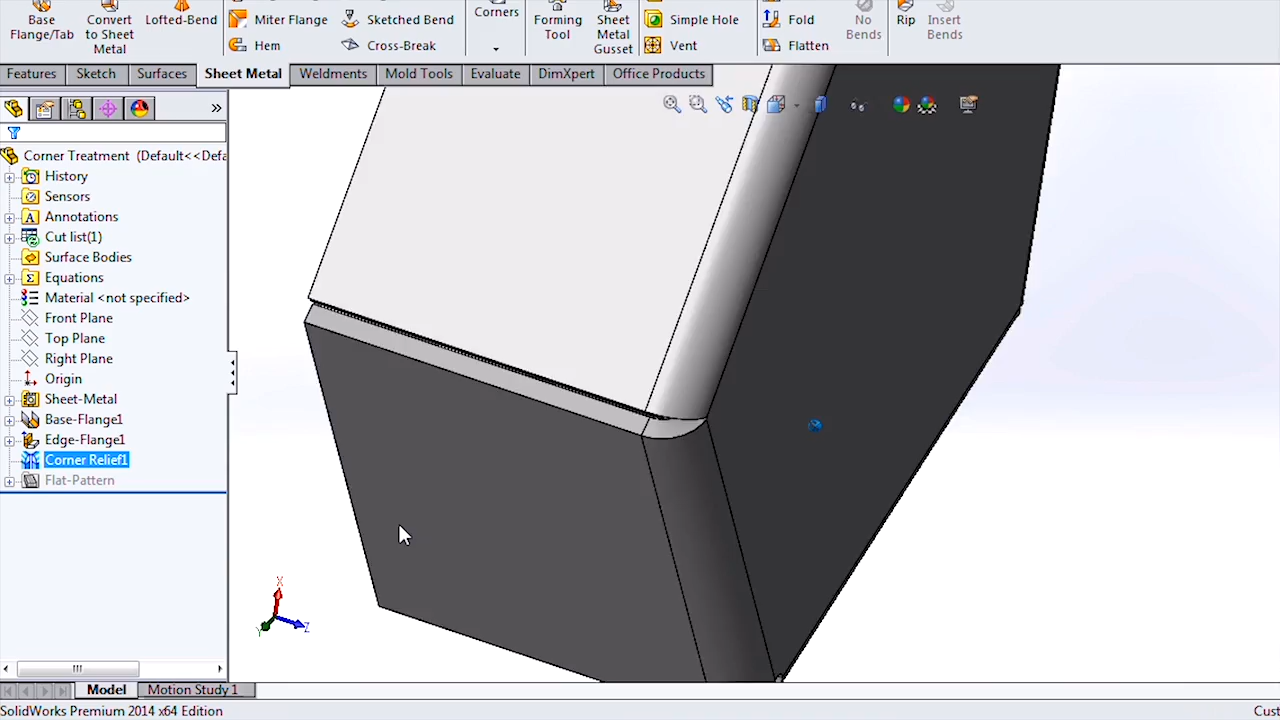 Base Flange/Tab
Convert to Sheet Metal
Lofted-Bend
Miter Flange
Hem
Sketched Bend
Cross-Break
Corners
Forming Tool
Sheet Metal Gusset
Simple Hole
Vent
Fold
Flatten
No Bends
Rip
Insert Bends
Features
Sketch
Surfaces
Sheet Metal
Weldments
Mold Tools
Evaluate
DimXpert
Office Products
Corner Treatment (Default<<Defa
History
Sensors
A Annotations
Cut list(1)
Surface Bodies
Σ Equations
Material <not specified>
Front Plane
Top Plane
Right Plane
Origin
Sheet-Metal
Base-Flange1
Edge-Flange1
Corner Relief1
Flat-Pattern
X
Y
Z
Model
Motion Study 1
SolidWorks Premium 2014 x64 Edition
Cust